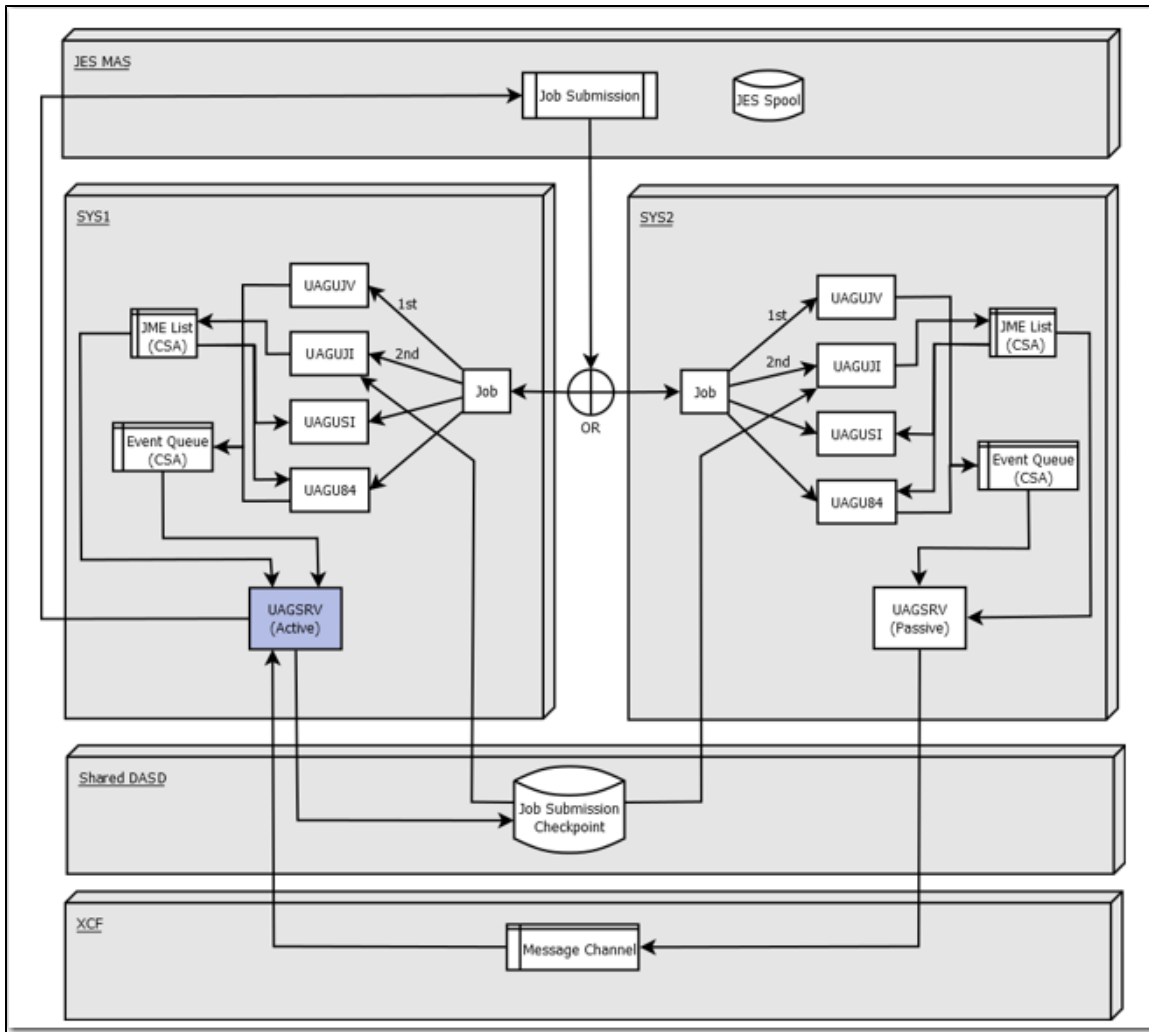 JES MAS
Job Submission
JES Spool
SYS1
UAGUJV
1st
JME List
(CSA)
UAGUJI
2nd
Job
UAGUSI
Event Queue
(CSA)
UAGU84
UAGSRV
(Active)
OR
SYS2
UAGUJV
1st
JME List
(CSA)
UAGUJI
2nd
Job
UAGUSI
Event Queue
(CSA)
UAGU84
UAGSRV
(Passive)
Shared DASD
Job Submission
Checkpoint
XCF
Message Channel